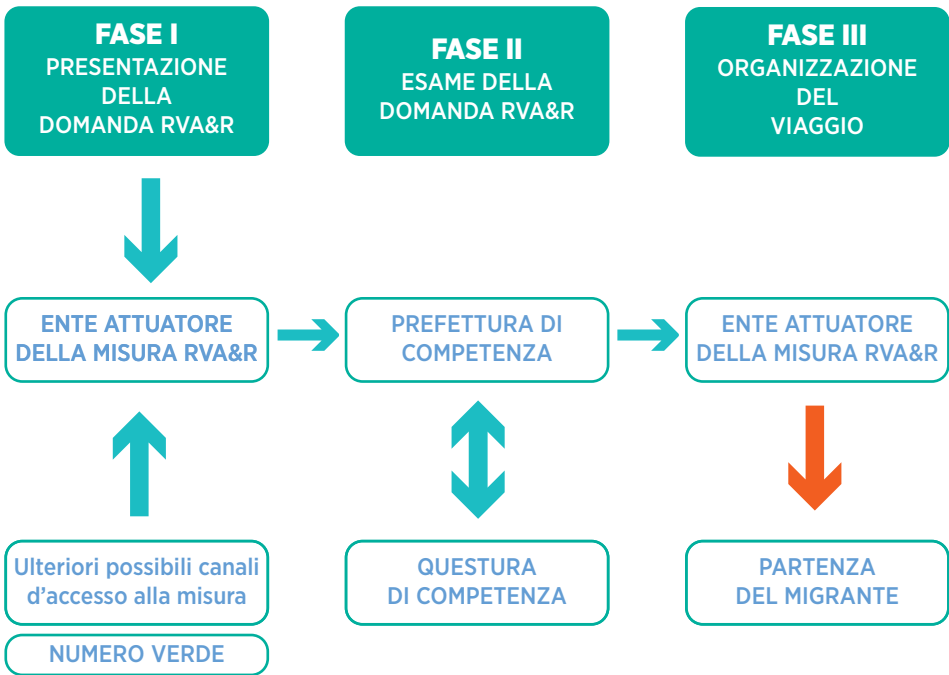 FASE I
PRESENTAZIONE
DELLA
DOMANDA RVA&R
FASE II
ESAME DELLA
DOMANDA RVA&R
FASE III
ORGANIZZAZIONE
DEL
VIAGGIO
ENTE ATTUATORE
DELLA MISURA RVA&R
PREFETTURA DI
COMPETENZA
ENTE ATTUATORE
DELLA MISURA RVA&R
Ulteriori possibili canali
d’accesso alla misura
QUESTURA
DI COMPETENZA
PARTENZA
DEL MIGRANTE
NUMERO VERDE